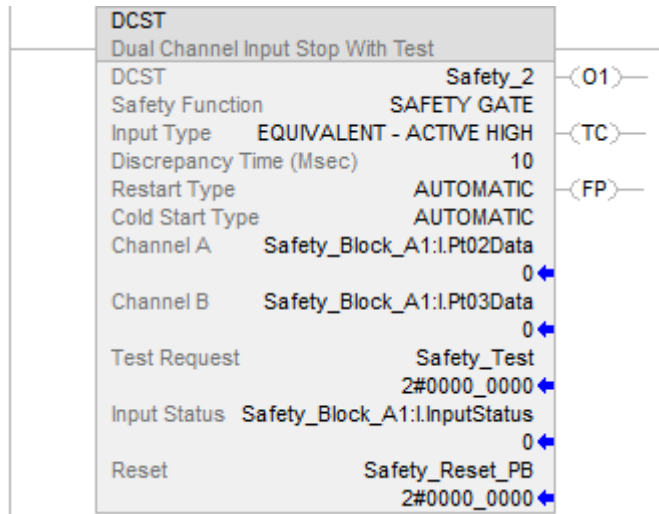 DCST
Dual Channel Input Stop With Test
DCST Safety_2 (O1)
Safety Function SAFETY GATE
Input Type EQUIVALENT - ACTIVE HIGH (TC)
Discrepancy Time (Msec) 10
Restart Type AUTOMATIC (FP)
Cold Start Type AUTOMATIC
Channel A Safety_Block_A1:I.Pt02Data
0
Channel B Safety_Block_A1:I.Pt03Data
0
Test Request Safety_Test
2#0000_0000
Input Status Safety_Block_A1:I.InputStatus
0
Reset Safety_Reset_PB
2#0000_0000